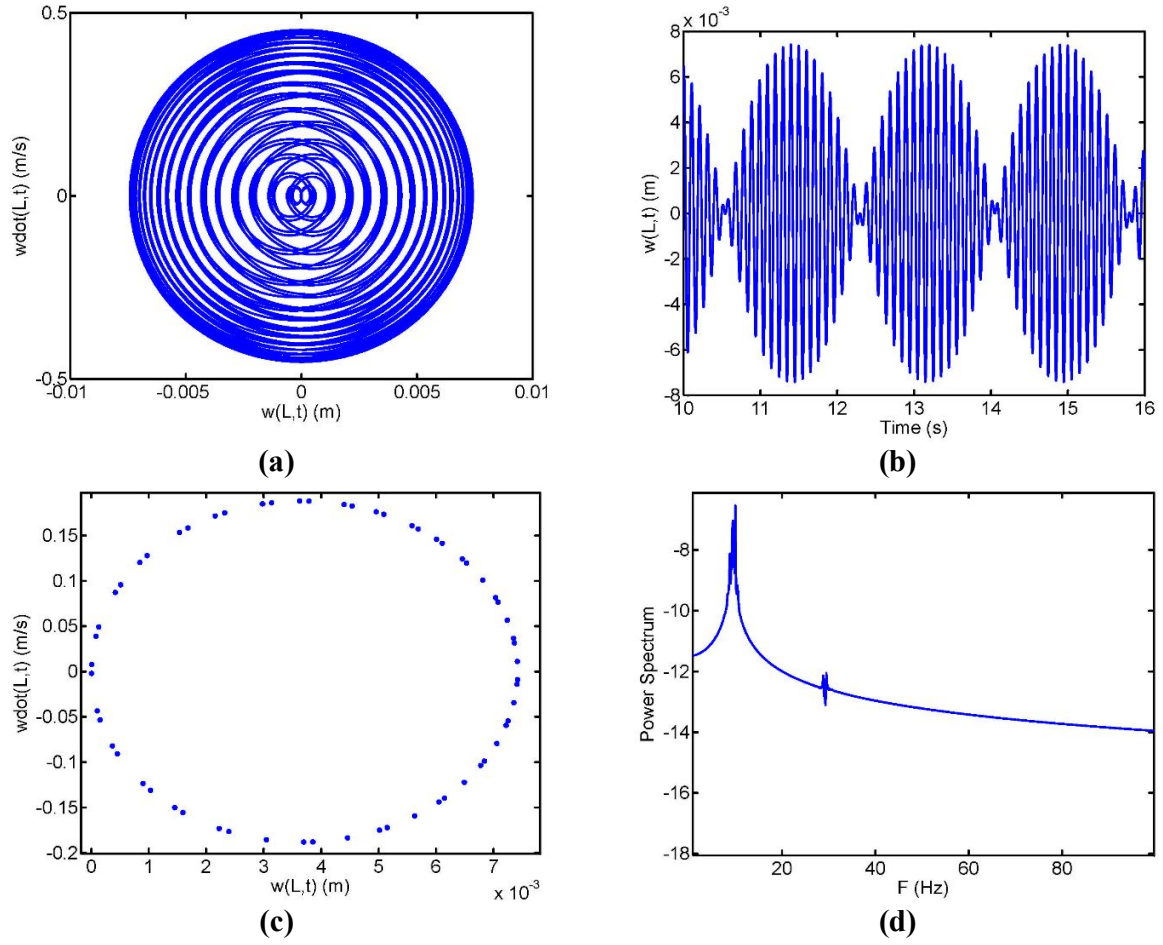 0.5
0
-0.5
wdot(L,t) (m/s)
-0.01 -0.005 0 0.005 0.01
w(L,t) (m)
(a)
x 10-3
8
6
4
2
0
-2
-4
-6
-8
w(L,t) (m)
10 11 12 13 14 15 16
Time (s)
(b)
0.15
0.1
0.05
0
-0.05
-0.1
-0.15
-0.2
wdot(L,t) (m/s)
0 1 2 3 4 5 6 7
w(L,t) (m)
x 10-3
(c)
-8
-10
-12
-14
-16
-18
Power Spectrum
20 40 60 80
F (Hz)
(d)